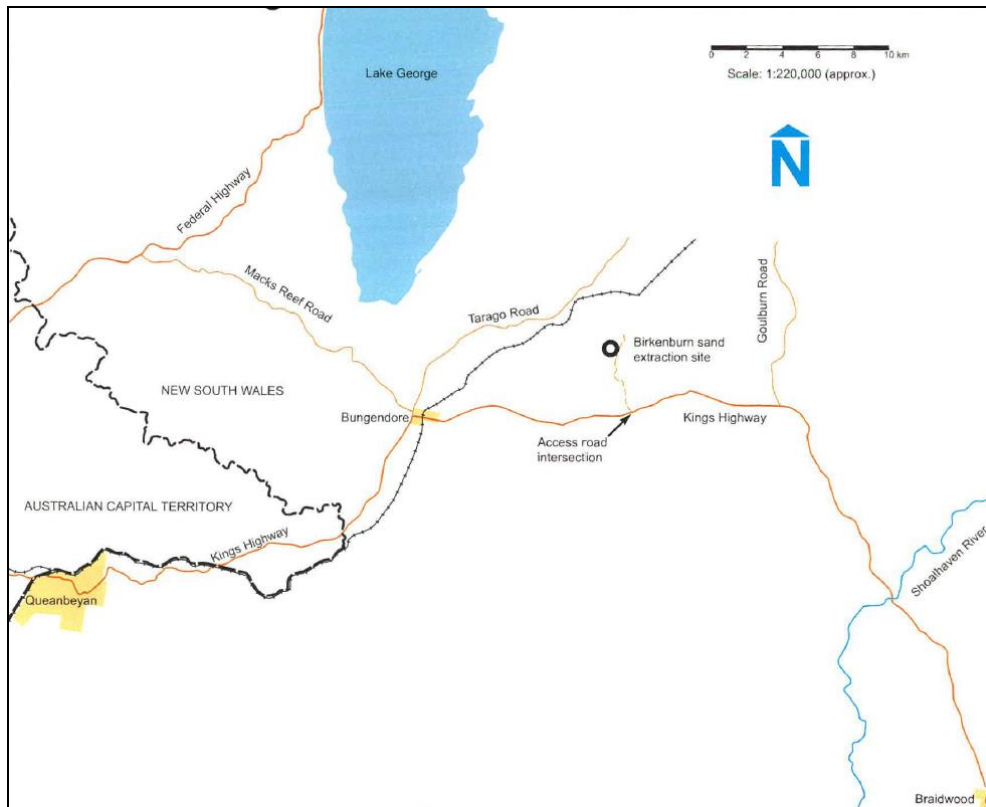 0 2 4 6 8 10 km
Scale: 1:220,000 (approx.)
Lake George
N
Federal Highway
Macks Reef Road
Tarago Road
Goulburn Road
Birkenburn sand
extraction site
NEW SOUTH WALES
Bungendore
Kings Highway
Access road
intersection
AUSTRALIAN CAPITAL TERRITORY
Kings Highway
Shoalhaven River
Queanbeyan
Braidwood